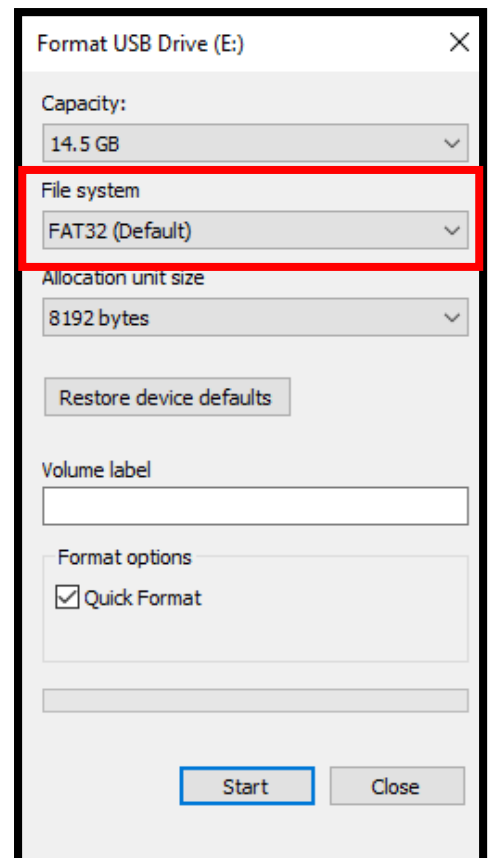 Format USB Drive (E:)
Capacity:
14.5 GB
File system
FAT32 (Default)
Allocation unit size
8192 bytes
Restore device defaults
Volume label
Format options
Quick Format
Start Close